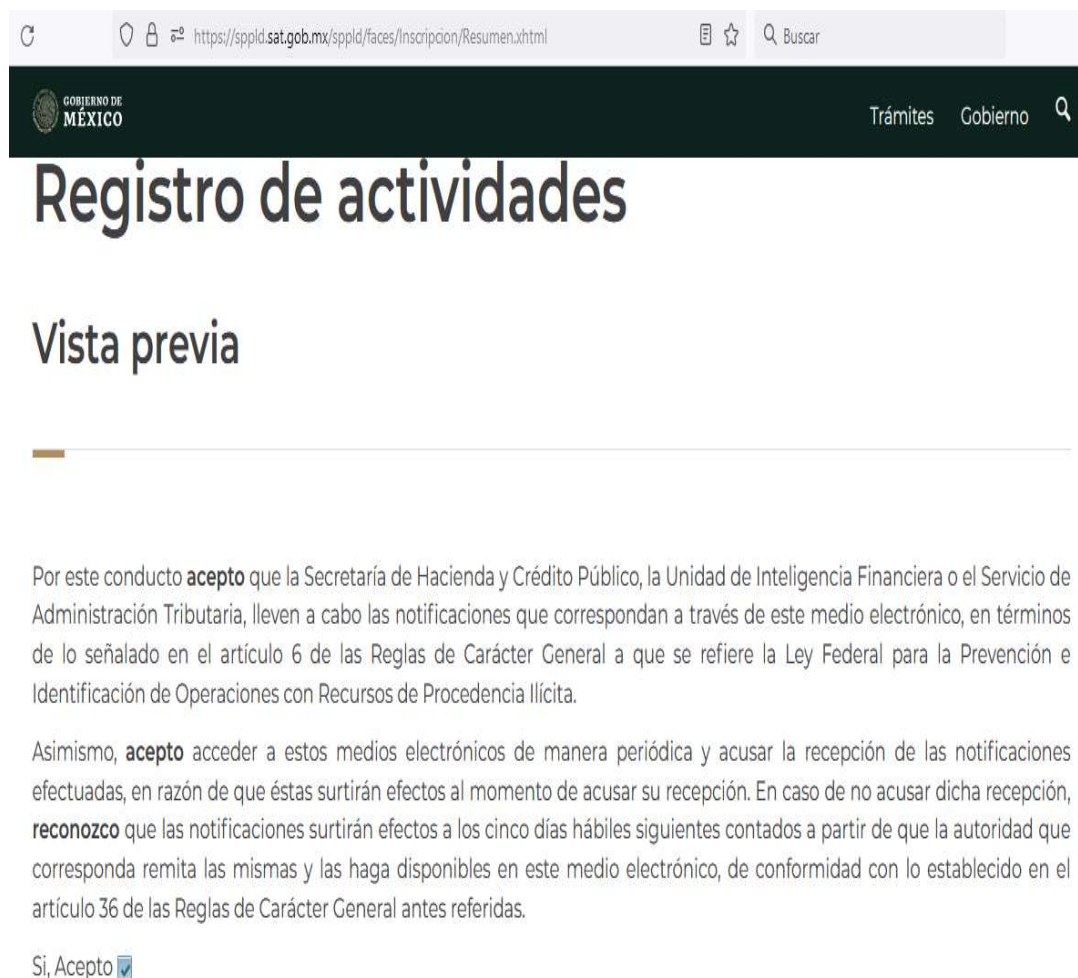 https://sppld.sat.gob.mx/sppld/faces/Inscripcion/Resumen.xhtml
Buscar
GOBIERNO DE
MÉXICO
Trámites Gobierno
Registro de actividades
Vista previa
Por este conducto acepto que la Secretaría de Hacienda y Crédito Público, la Unidad de Inteligencia Financiera o el Servicio de
Administración Tributaria, lleven a cabo las notificaciones que correspondan a través de este medio electrónico, en términos
de lo señalado en el artículo 6 de las Reglas de Carácter General a que se refiere la Ley Federal para la Prevención e
Identificación de Operaciones con Recursos de Procedencia Ilícita.
Asimismo, acepto acceder a estos medios electrónicos de manera periódica y acusar la recepción de las notificaciones
efectuadas, en razón de que éstas surtirán efectos al momento de acusar su recepción. En caso de no acusar dicha recepción,
reconozco que las notificaciones surtirán efectos a los cinco días hábiles siguientes contados a partir de que la autoridad que
corresponda remita las mismas y las haga disponibles en este medio electrónico, de conformidad con lo establecido en el
artículo 36 de las Reglas de Carácter General antes referidas.
Si, Acepto